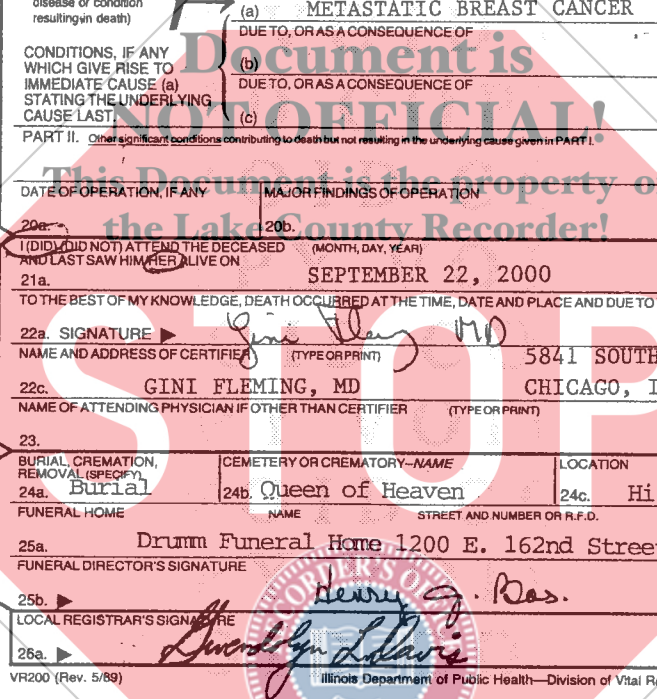 disease or condition
resulting in death)
(a) METASTATIC BREAST CANCER
DUE TO, OR AS A CONSEQUENCE OF
CONDITIONS, IF ANY
WHICH GIVE RISE TO
IMMEDIATE CAUSE (a)
STATING THE UNDERLYING
CAUSE LAST.
Document is
(b)
DUE TO, OR AS A CONSEQUENCE OF
NOT OFFICIAL!
(c)
PART II. Other significant conditions contributing to death but not resulting in the underlying cause given in PART I.
This Document is the property o
DATE OF OPERATION, IF ANY MAJOR FINDINGS OF OPERATION
the Lake County Recorder!
20a. 20b.
I (DID) (DID NOT) ATTEND THE DECEASED (MONTH, DAY, YEAR)
AND LAST SAW HIM/HER ALIVE ON
21a. SEPTEMBER 22, 2000
TO THE BEST OF MY KNOWLEDGE, DEATH OCCURRED AT THE TIME, DATE AND PLACE AND DUE TO
STOP
22a. SIGNATURE ▶ Gini Fleming MD
NAME AND ADDRESS OF CERTIFIER (TYPE OR PRINT) 5841 SOUTH
22c. GINI FLEMING, MD CHICAGO, I
NAME OF ATTENDING PHYSICIAN IF OTHER THAN CERTIFIER (TYPE OR PRINT)
23.
BURIAL, CREMATION,
REMOVAL (SPECIFY) CEMETERY OR CREMATORY–NAME LOCATION
24a. Burial 24b. Queen of Heaven 24c. Hi
FUNERAL HOME NAME STREET AND NUMBER OR R.F.D.
25a. Drumm Funeral Home 1200 E. 162nd Stree
FUNERAL DIRECTOR'S SIGNATURE
25b. ▶ Henry J.
LOCAL REGISTRAR'S SIGNATURE
26a. ▶ Gwendolyn L. Davis
VR200 (Rev. 5/89) Illinois Department of Public Health—Division of Vital R